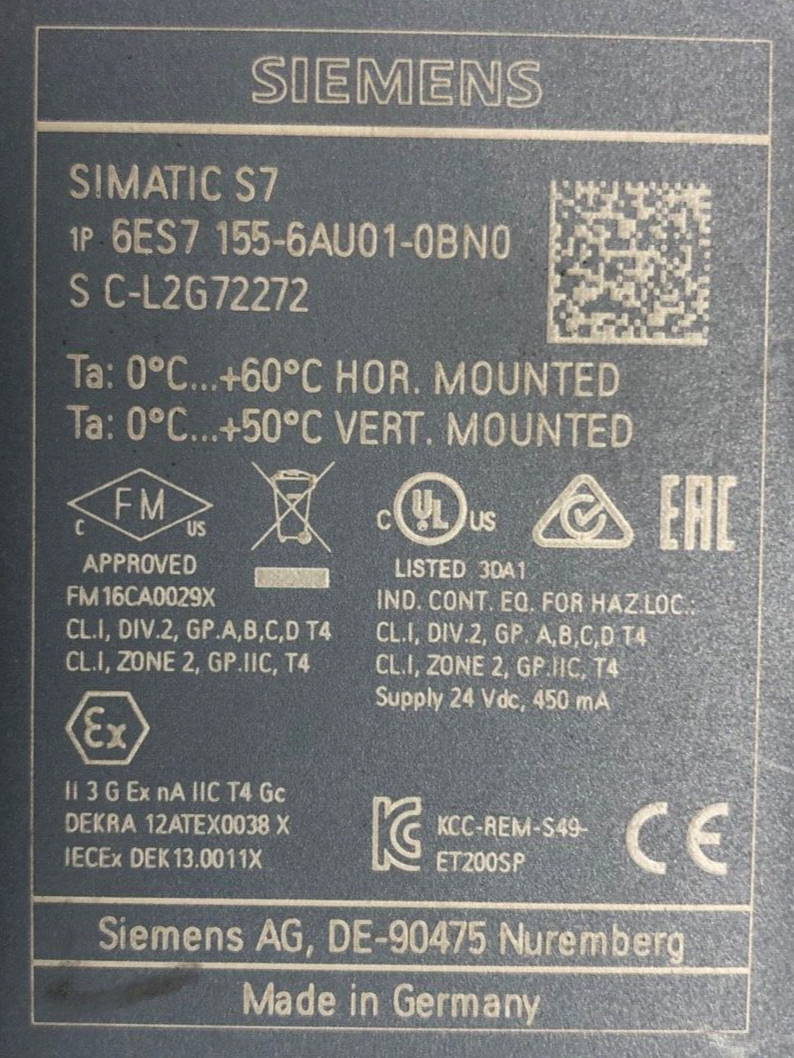 SIEMENS
SIMATIC S7
1P 6ES7 155-6AU01-0BN0
S C-L2G72272
Ta: 0°C...+60°C HOR. MOUNTED
Ta: 0°C...+50°C VERT. MOUNTED
C FM US
APPROVED
FM16CA0029X
CL.I, DIV.2, GP.A,B,C,D T4
CL.I, ZONE 2, GP.IIC, T4
C UL US
LISTED 30A1
IND. CONT. EQ. FOR HAZ.LOC.:
CL.I, DIV.2, GP. A,B,C,D T4
CL.I, ZONE 2, GP.IIC, T4
Supply 24 Vdc, 450 mA
EAC
Ex
II 3 G Ex nA IIC T4 Gc
DEKRA 12ATEX0038 X
IECEx DEK13.0011X
KC KCC-REM-S49-
ET200SP
CE
Siemens AG, DE-90475 Nuremberg
Made in Germany